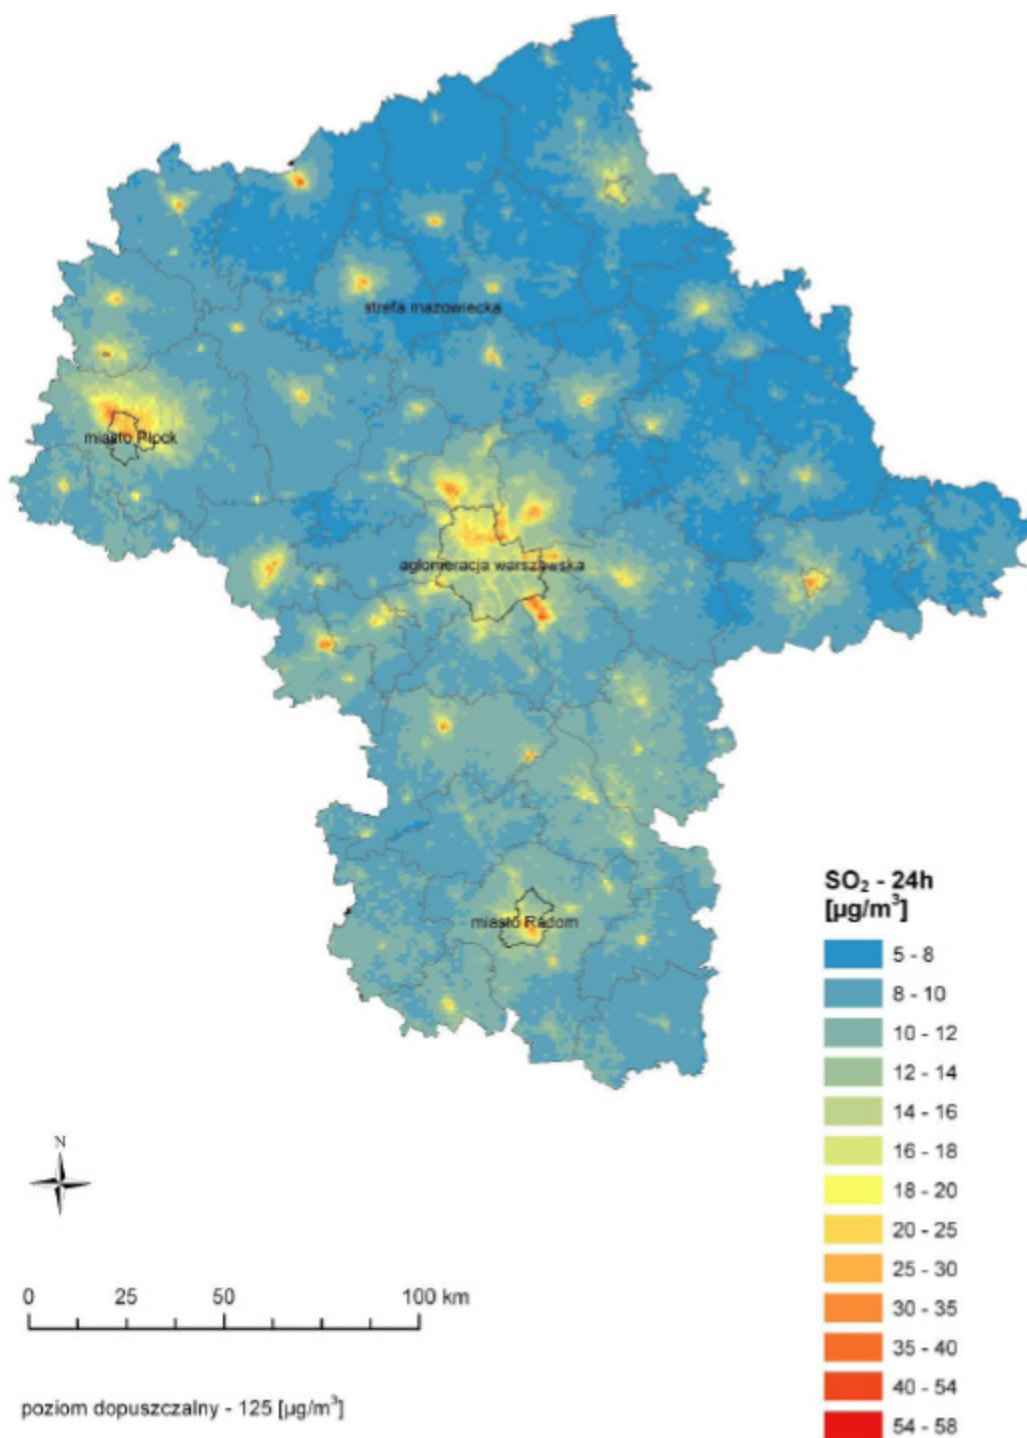 strefa mazowiecka
miasto Płock
aglomeracja warszawska
miasto Radom
SO₂ - 24h
[µg/m³]
5 - 8
8 - 10
10 - 12
12 - 14
14 - 16
16 - 18
18 - 20
20 - 25
25 - 30
30 - 35
35 - 40
40 - 54
54 - 58
N
0 25 50 100 km
poziom dopuszczalny - 125 [µg/m³]